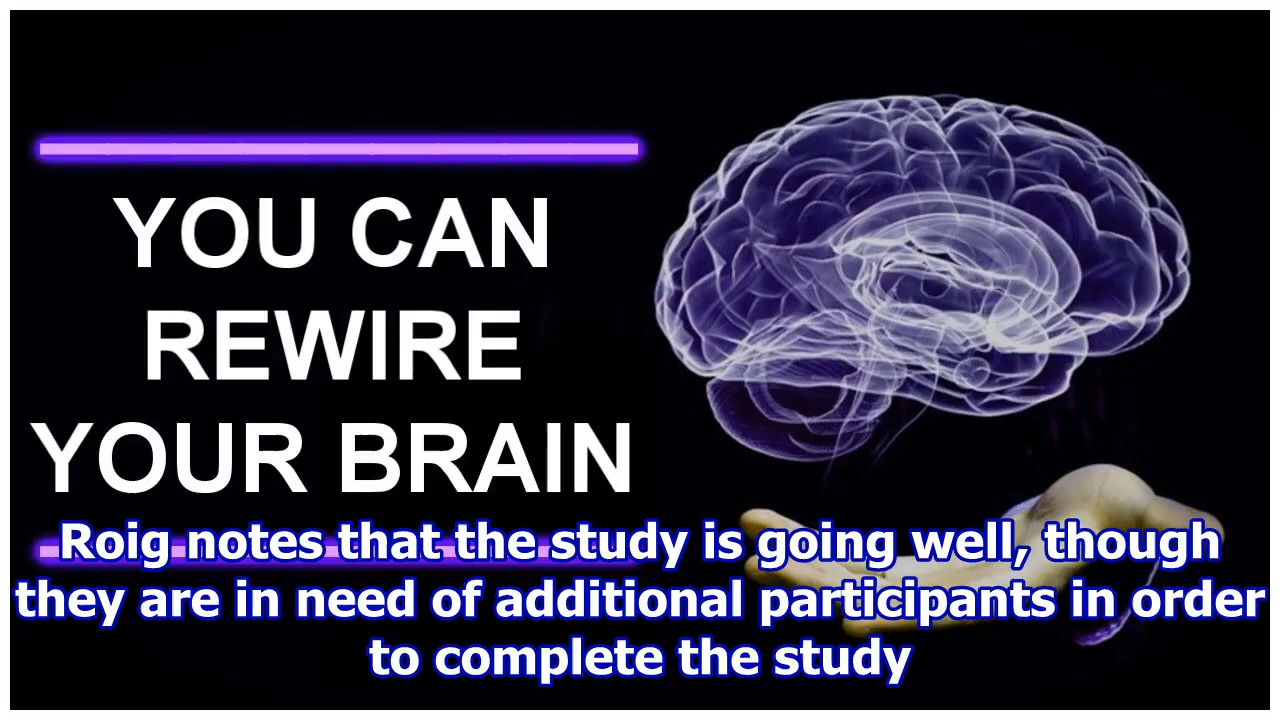 YOU CAN
REWIRE
YOUR BRAIN
Roig notes that the study is going well, though
they are in need of additional participants in order
to complete the study